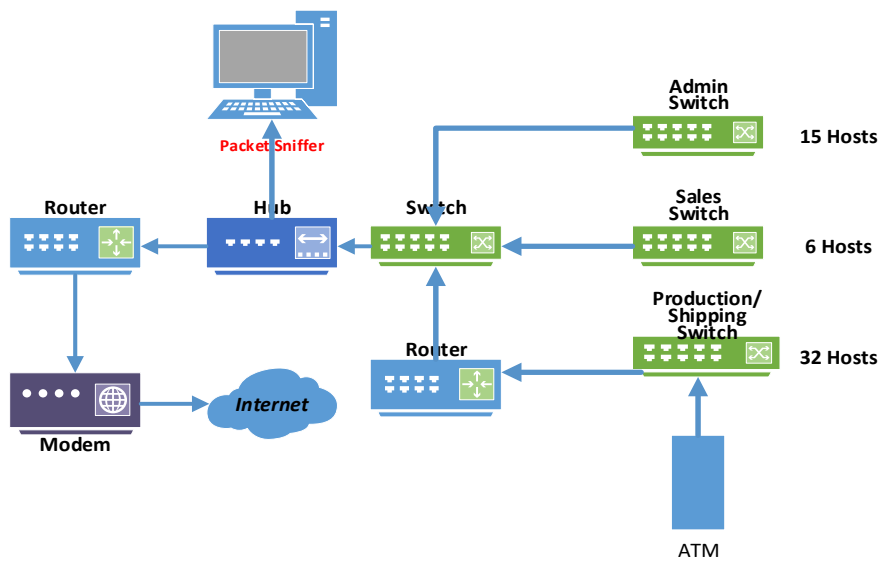 Admin
Switch
15 Hosts
Packet Sniffer
Router
Hub
Switch
Sales
Switch
6 Hosts
Production/
Shipping
Switch
32 Hosts
Router
Internet
Modem
ATM